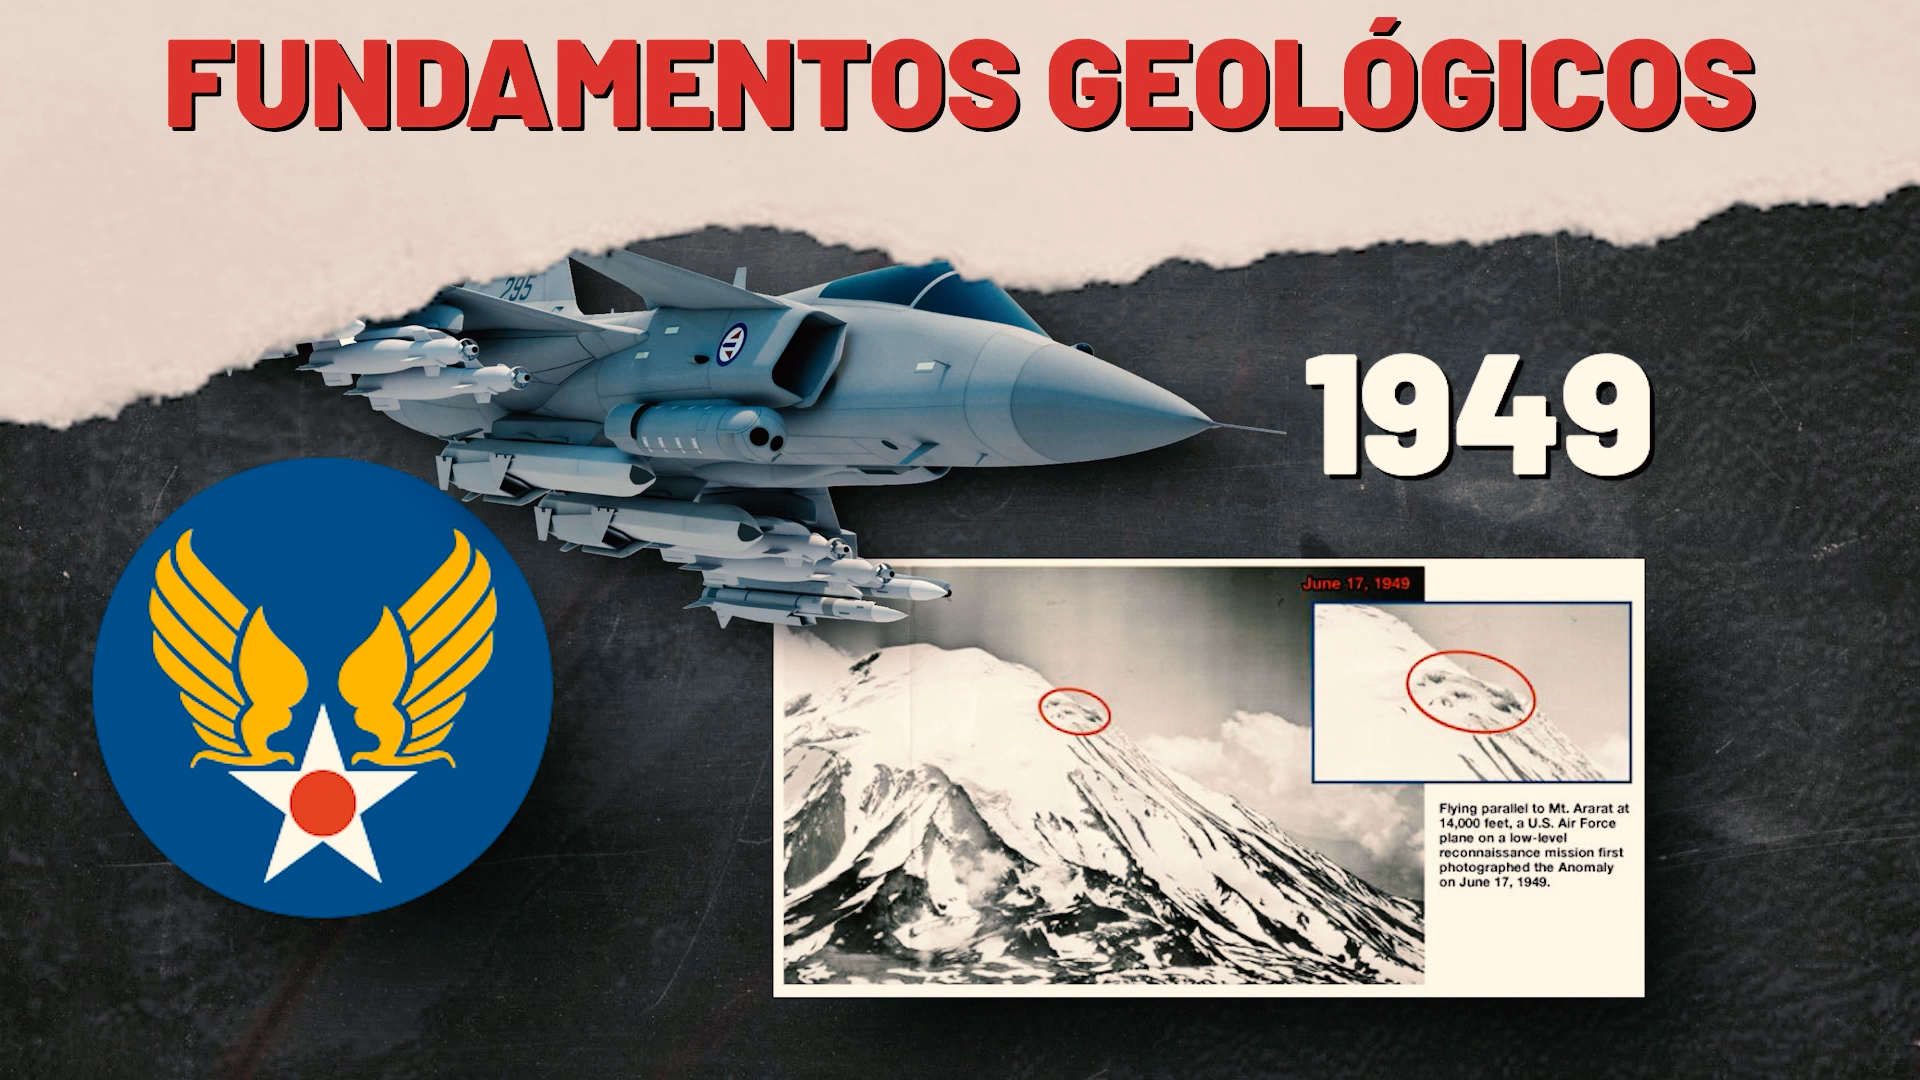 FUNDAMENTOS GEOLÓGICOS
295
1949
June 17, 1949
Flying parallel to Mt. Ararat at
14,000 feet, a U.S. Air Force
plane on a low-level
reconnaissance mission first
photographed the Anomaly
on June 17, 1949.